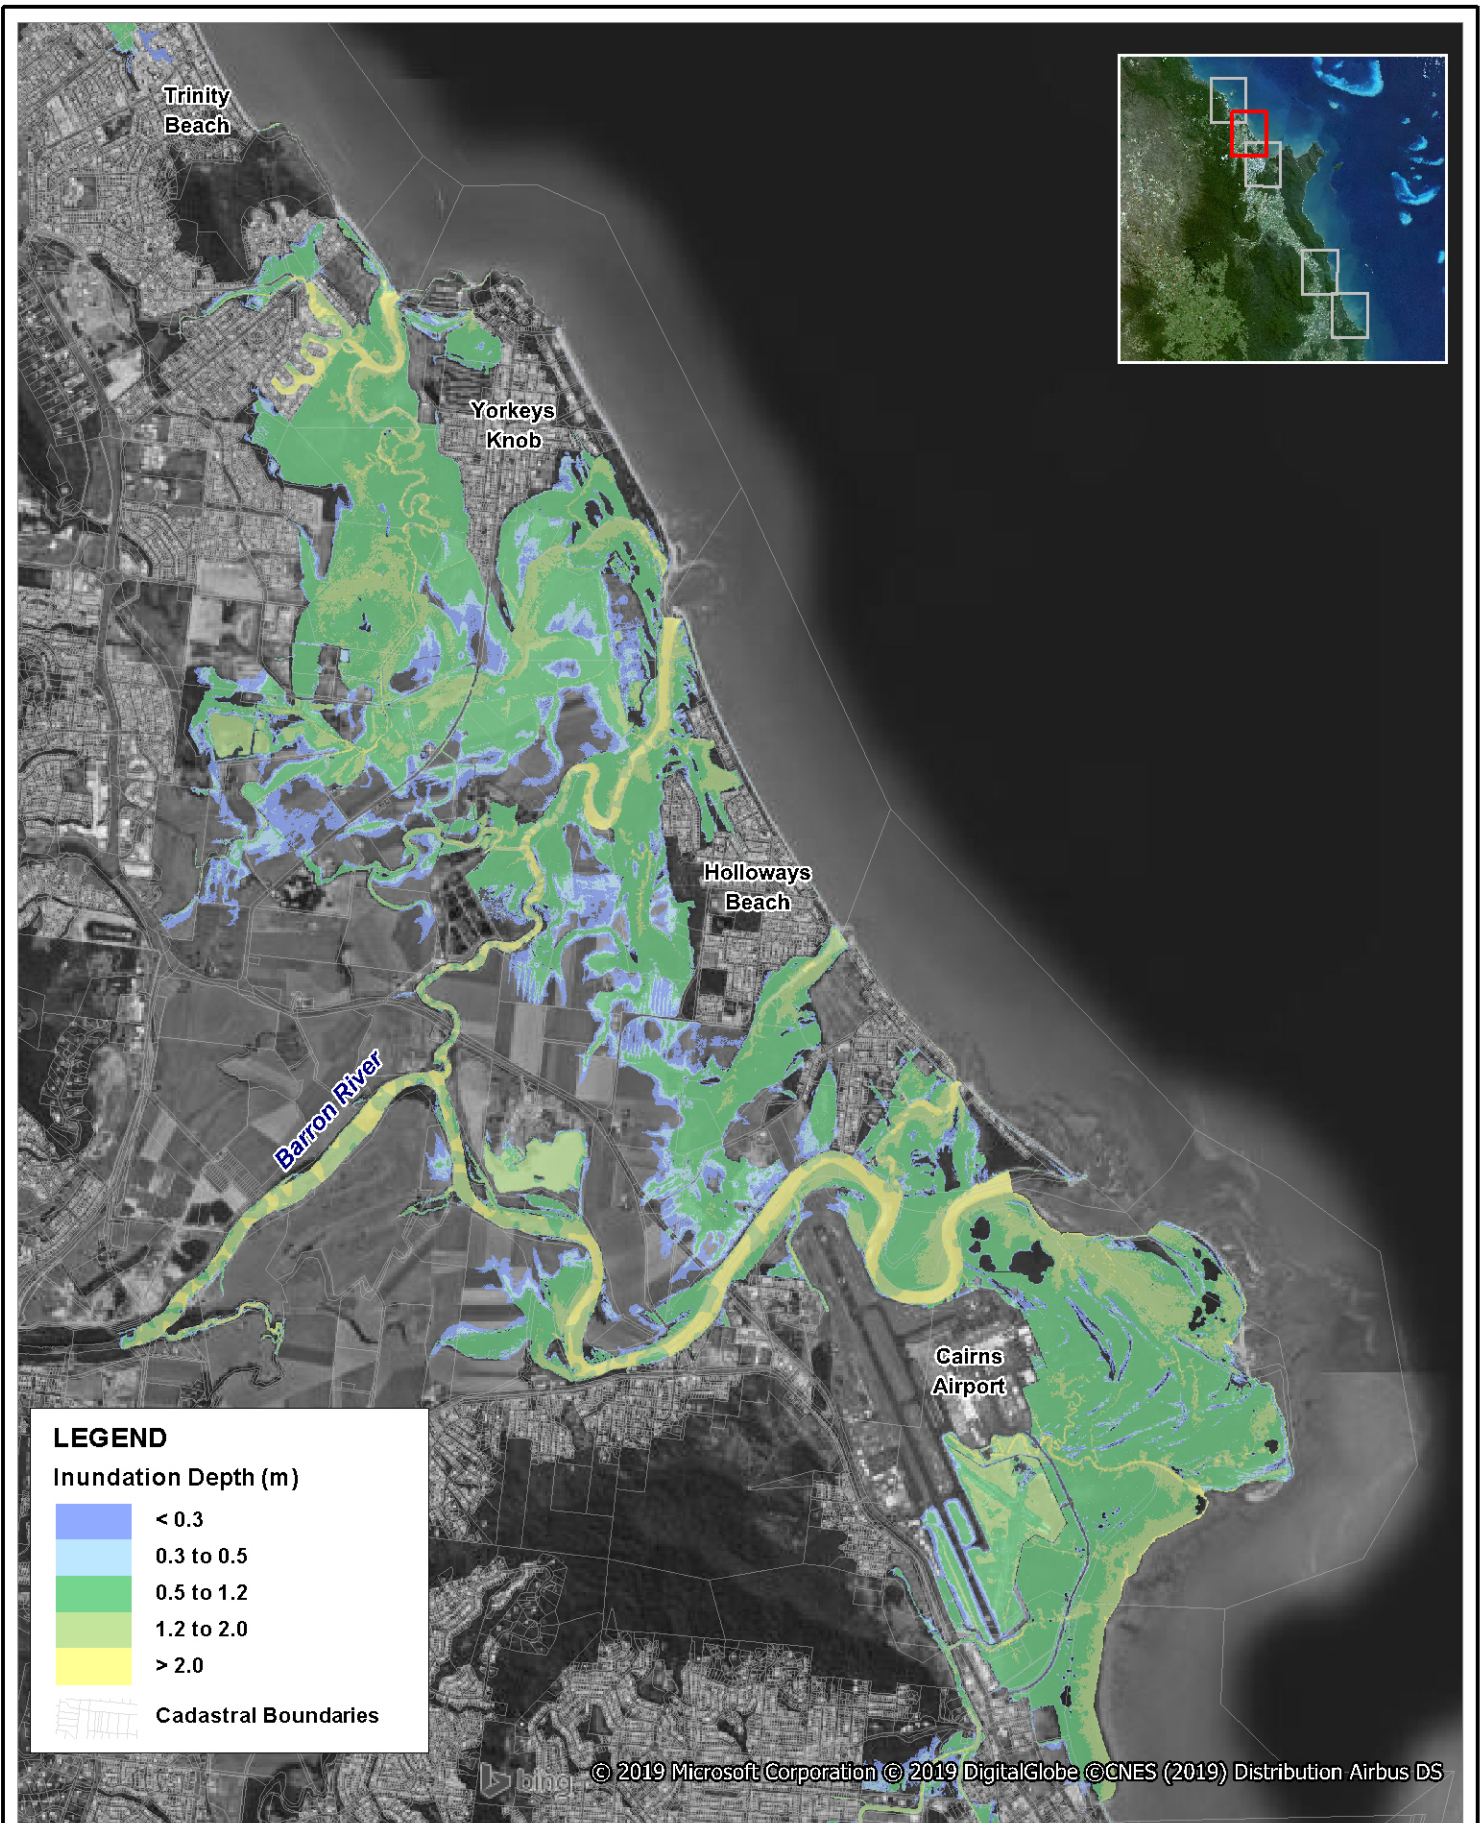 Trinity
Beach
Yorkeys
Knob
Holloways
Beach
Barron River
Cairns
Airport
LEGEND
Inundation Depth (m)
< 0.3
0.3 to 0.5
0.5 to 1.2
1.2 to 2.0
> 2.0
Cadastral Boundaries
bing
© 2019 Microsoft Corporation © 2019 DigitalGlobe ©CNES (2019) Distribution Airbus DS